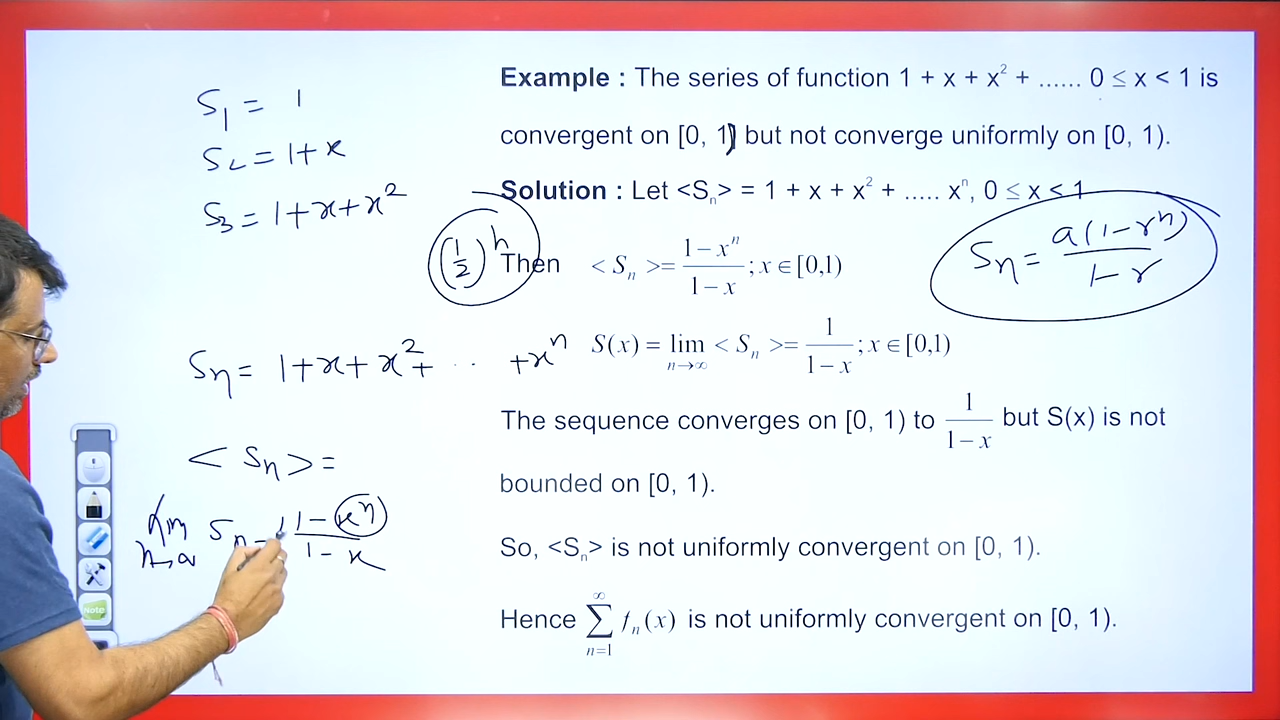 S₁ = 1
S₂ = 1+x
S₃ = 1+x+x²
(1/2)ⁿ
Sₙ = 1+x+x²+ .. +xⁿ
< Sₙ > =
lim n→∞ Sₙ = (1-xⁿ)/(1-x)
Example : The series of function 1 + x + x² + ...... 0 ≤ x < 1 is
convergent on [0, 1) but not converge uniformly on [0, 1).
Solution : Let <Sₙ> = 1 + x + x² + ..... xⁿ, 0 ≤ x < 1
Then < Sₙ >= (1−xⁿ)/(1−x) ; x ∈ [0,1)
Sₙ = a(1-rⁿ)/(1-r)
S(x) = lim n→∞ < Sₙ >= 1/(1−x) ; x ∈ [0,1)
The sequence converges on [0, 1) to 1/(1−x) but S(x) is not
bounded on [0, 1).
So, <Sₙ> is not uniformly convergent on [0, 1).
Hence ∑ n=1 ∞ fₙ(x) is not uniformly convergent on [0, 1).
Note